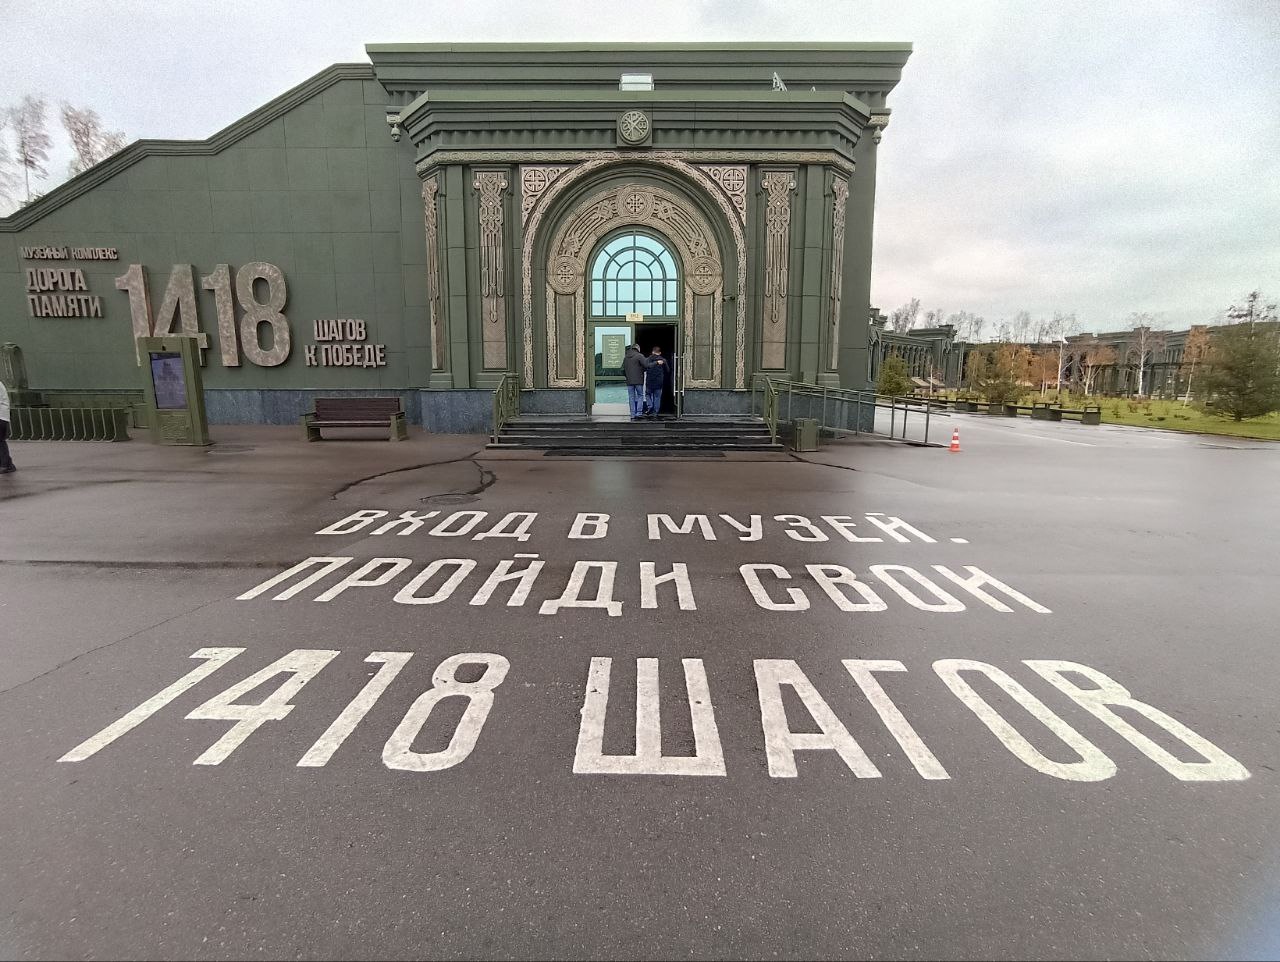 МУЗЕЙНЫЙ КОМПЛЕКС
ДОРОГА
ПАМЯТИ
1418
ШАГОВ
К ПОБЕДЕ
ВХОД В МУЗЕЙ.
ПРОЙДИ СВОИ
1418 ШАГОВ